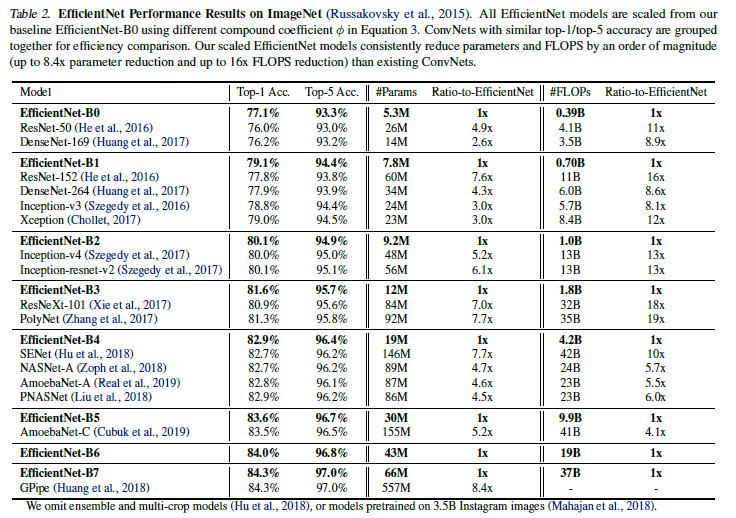 Table 2. EfficientNet Performance Results on ImageNet (Russakovsky et al., 2015). All EfficientNet models are scaled from our
baseline EfficientNet-B0 using different compound coefficient ϕ in Equation 3. ConvNets with similar top-1/top-5 accuracy are grouped
together for efficiency comparison. Our scaled EfficientNet models consistently reduce parameters and FLOPS by an order of magnitude
(up to 8.4x parameter reduction and up to 16x FLOPS reduction) than existing ConvNets.
Model Top-1 Acc. Top-5 Acc. #Params Ratio-to-EfficientNet #FLOPs Ratio-to-EfficientNet
EfficientNet-B0 77.1% 93.3% 5.3M 1x 0.39B 1x
ResNet-50 (He et al., 2016) 76.0% 93.0% 26M 4.9x 4.1B 11x
DenseNet-169 (Huang et al., 2017) 76.2% 93.2% 14M 2.6x 3.5B 8.9x
EfficientNet-B1 79.1% 94.4% 7.8M 1x 0.70B 1x
ResNet-152 (He et al., 2016) 77.8% 93.8% 60M 7.6x 11B 16x
DenseNet-264 (Huang et al., 2017) 77.9% 93.9% 34M 4.3x 6.0B 8.6x
Inception-v3 (Szegedy et al., 2016) 78.8% 94.4% 24M 3.0x 5.7B 8.1x
Xception (Chollet, 2017) 79.0% 94.5% 23M 3.0x 8.4B 12x
EfficientNet-B2 80.1% 94.9% 9.2M 1x 1.0B 1x
Inception-v4 (Szegedy et al., 2017) 80.0% 95.0% 48M 5.2x 13B 13x
Inception-resnet-v2 (Szegedy et al., 2017) 80.1% 95.1% 56M 6.1x 13B 13x
EfficientNet-B3 81.6% 95.7% 12M 1x 1.8B 1x
ResNeXt-101 (Xie et al., 2017) 80.9% 95.6% 84M 7.0x 32B 18x
PolyNet (Zhang et al., 2017) 81.3% 95.8% 92M 7.7x 35B 19x
EfficientNet-B4 82.9% 96.4% 19M 1x 4.2B 1x
SENet (Hu et al., 2018) 82.7% 96.2% 146M 7.7x 42B 10x
NASNet-A (Zoph et al., 2018) 82.7% 96.2% 89M 4.7x 24B 5.7x
AmoebaNet-A (Real et al., 2019) 82.8% 96.1% 87M 4.6x 23B 5.5x
PNASNet (Liu et al., 2018) 82.9% 96.2% 86M 4.5x 23B 6.0x
EfficientNet-B5 83.6% 96.7% 30M 1x 9.9B 1x
AmoebaNet-C (Cubuk et al., 2019) 83.5% 96.5% 155M 5.2x 41B 4.1x
EfficientNet-B6 84.0% 96.8% 43M 1x 19B 1x
EfficientNet-B7 84.3% 97.0% 66M 1x 37B 1x
GPipe (Huang et al., 2018) 84.3% 97.0% 557M 8.4x - -
We omit ensemble and multi-crop models (Hu et al., 2018), or models pretrained on 3.5B Instagram images (Mahajan et al., 2018).